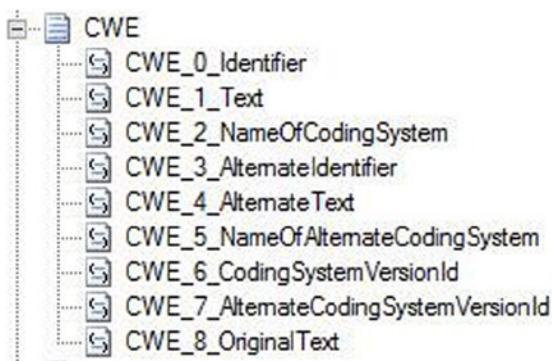 CWE
CWE_0_Identifier
CWE_1_Text
CWE_2_NameOfCodingSystem
CWE_3_AlternateIdentifier
CWE_4_AlternateText
CWE_5_NameOfAlternateCodingSystem
CWE_6_CodingSystemVersionId
CWE_7_AlternateCodingSystemVersionId
CWE_8_OriginalText